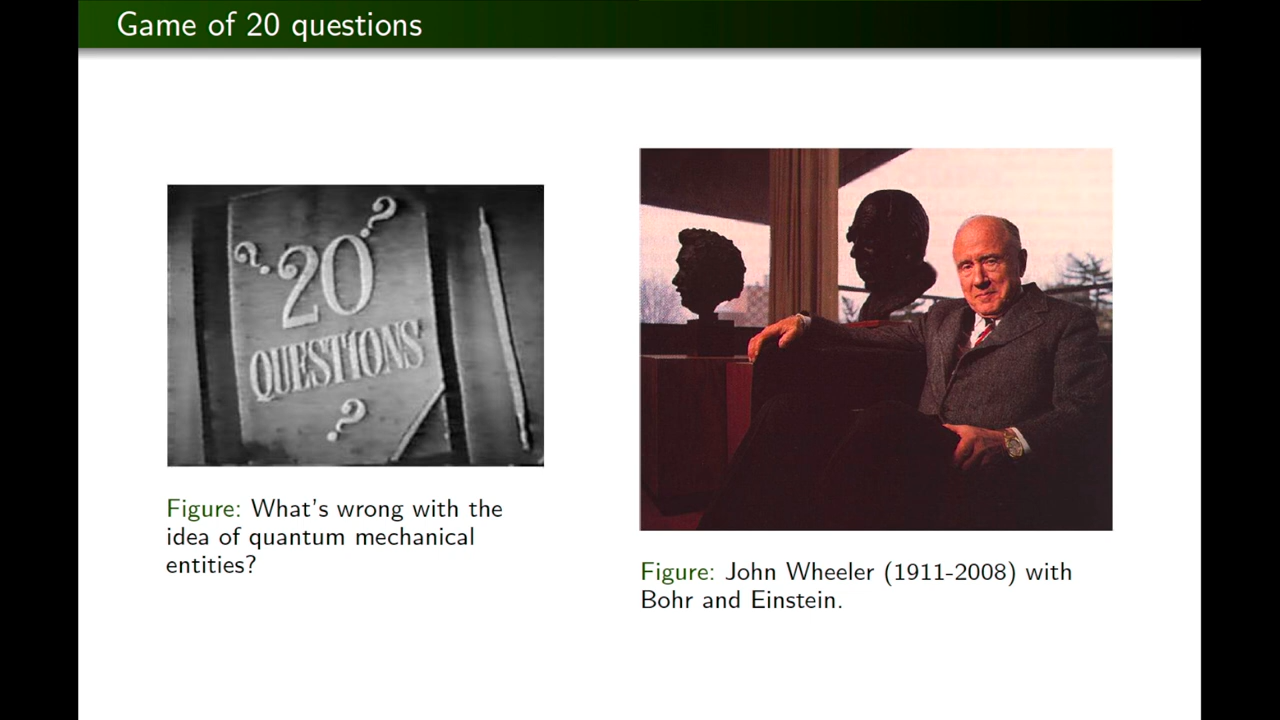 Game of 20 questions
? 20 ?
QUESTIONS
?
Figure: What's wrong with the
idea of quantum mechanical
entities?
Figure: John Wheeler (1911-2008) with
Bohr and Einstein.